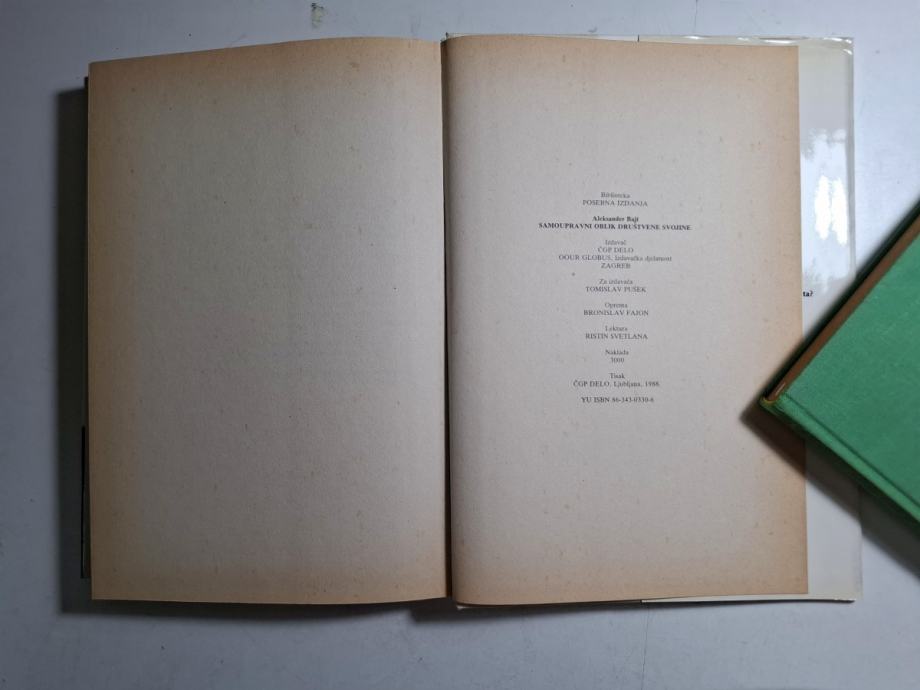 Biblioteka
POSEBNA IZDANJA
Aleksander Bajt
SAMOUPRAVNI OBLIK DRUŠTVENE SVOJINE
Izdavač
ČGP DELO
OOUR GLOBUS, Izdavačka djelatnost
ZAGREB
Za izdavača
TOMISLAV PUŠEK
Oprema
BRONISLAV FAJON
Lektura
RISTIN SVETLANA
Naklada
3000
Tisak
ČGP DELO, Ljubljana, 1988.
YU ISBN 86-343-0330-6
ta?